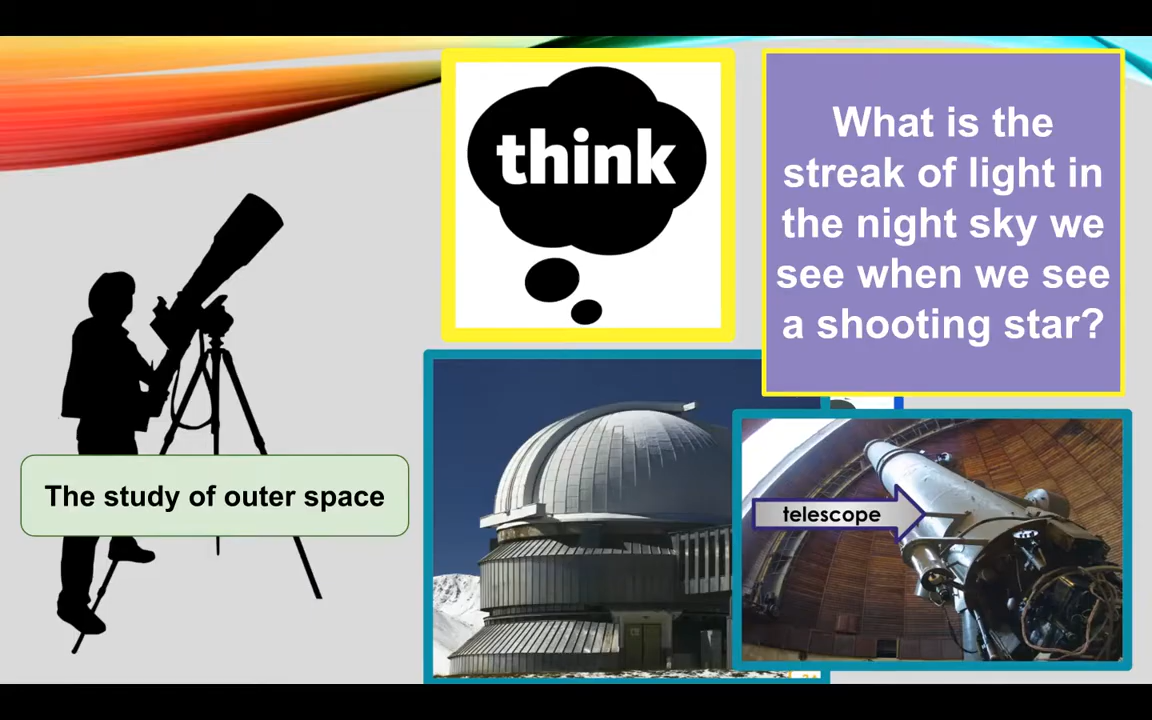 think
What is the
streak of light in
the night sky we
see when we see
a shooting star?
The study of outer space
telescope